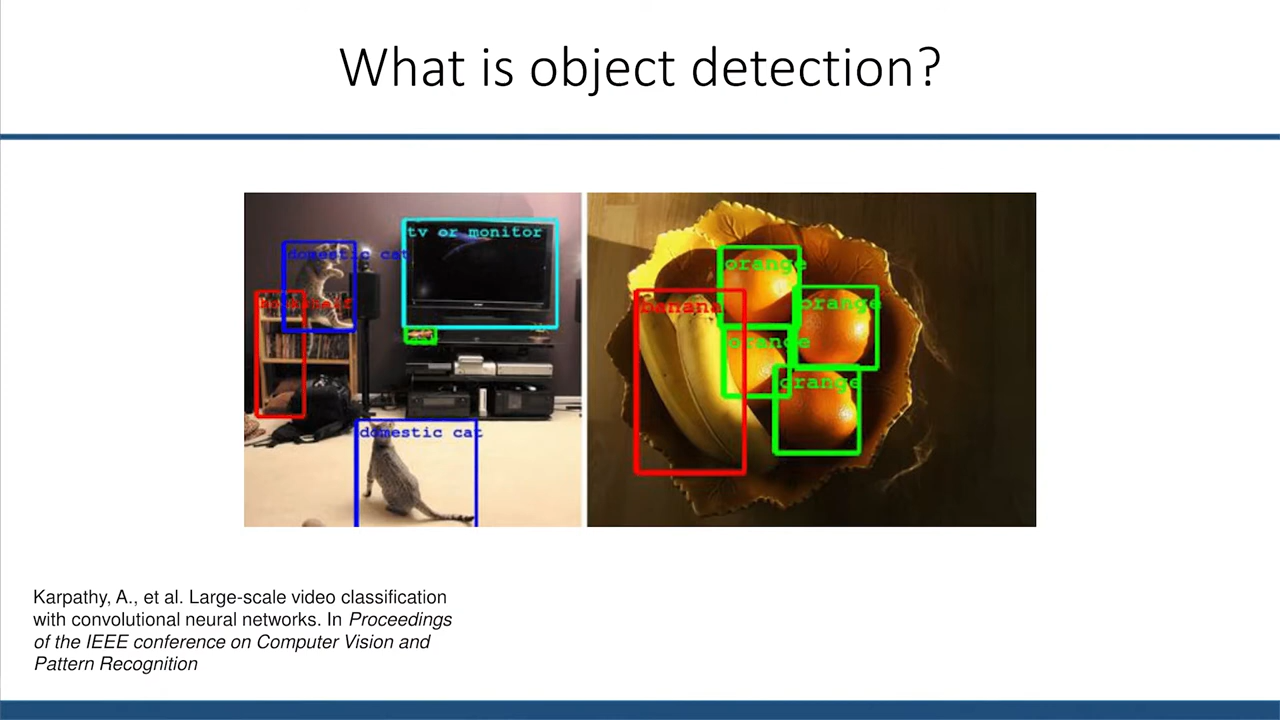 What is object detection?
tv or monitor
domestic cat
domestic cat
orange
banana
orange
orange
orange
Karpathy, A., et al. Large-scale video classification
with convolutional neural networks. In Proceedings
of the IEEE conference on Computer Vision and
Pattern Recognition